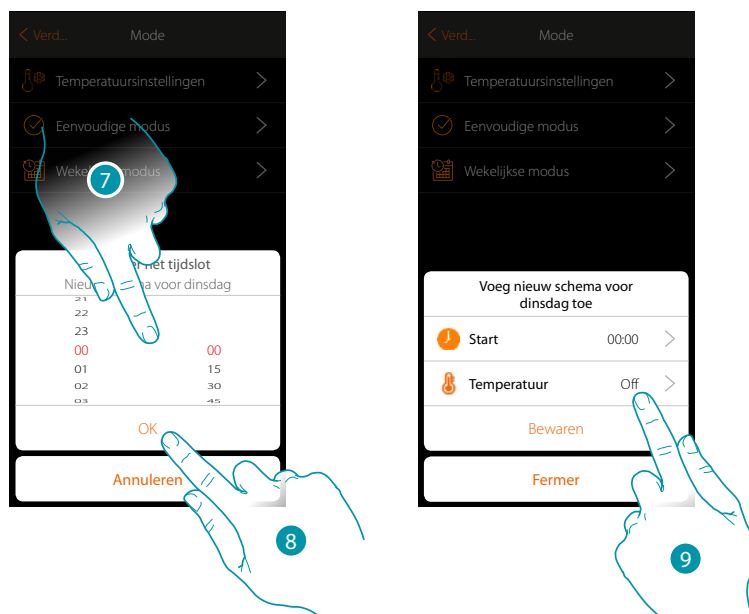 Verd... Mode
Temperatuursinstellingen
Eenvoudige modus
modus
7
het tijdslot
voor dinsdag
21
22
23
00 00
01 15
02 30
03 45
OK
Annuleren
8
Verd... Mode
Temperatuursinstellingen
Eenvoudige modus
Wekelijkse modus
Voeg nieuw schema voor
dinsdag toe
Start 00:00
Temperatuur Off
Bewaren
Fermer
9